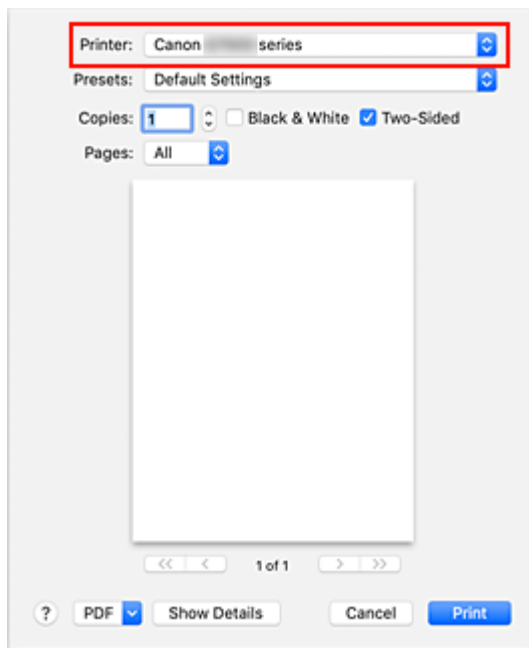 Printer: Canon series
Presets: Default Settings
Copies: 1 Black & White Two-Sided
Pages: All
<< < 1 of 1 > >>
? PDF Show Details Cancel Print